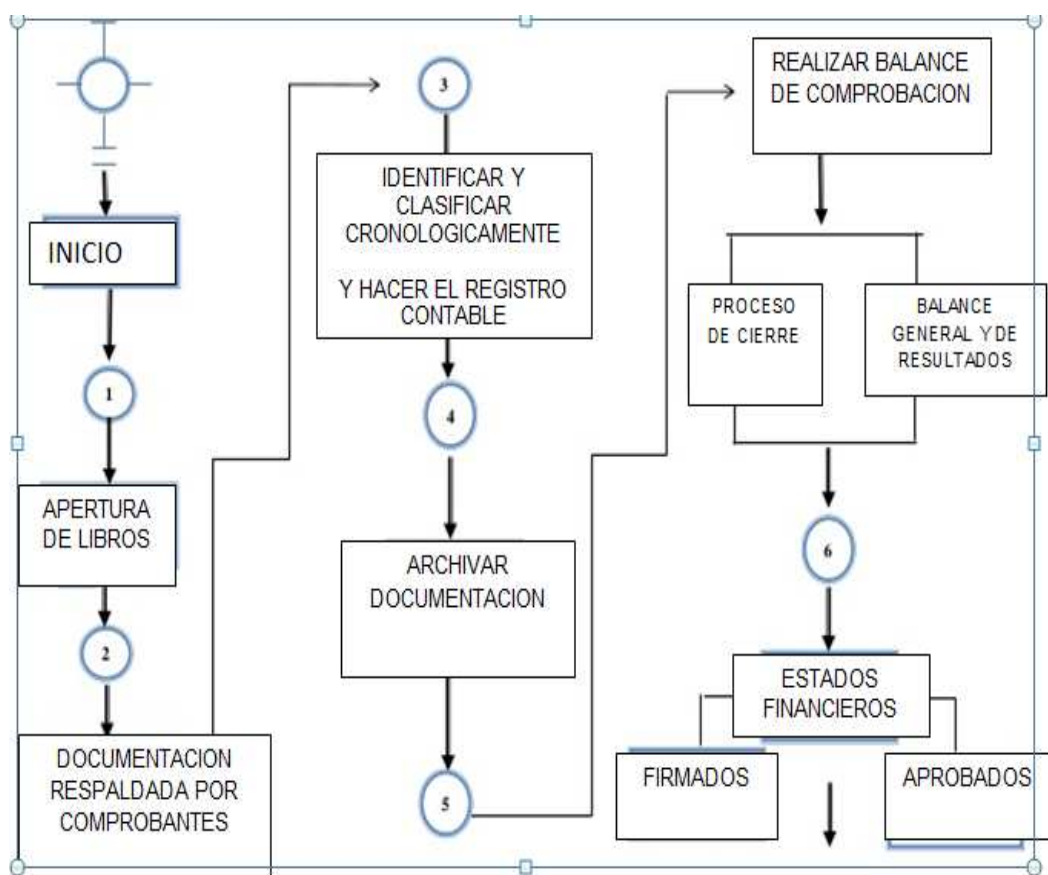 INICIO
1
APERTURA
DE LIBROS
2
DOCUMENTACION
RESPALDADA POR
COMPROBANTES
3
IDENTIFICAR Y
CLASIFICAR
CRONOLOGICAMENTE
Y HACER EL REGISTRO
CONTABLE
4
ARCHIVAR
DOCUMENTACION
5
REALIZAR BALANCE
DE COMPROBACION
PROCESO
DE CIERRE
BALANCE
GENERAL Y DE
RESULTADOS
6
ESTADOS
FINANCIEROS
FIRMADOS
APROBADOS